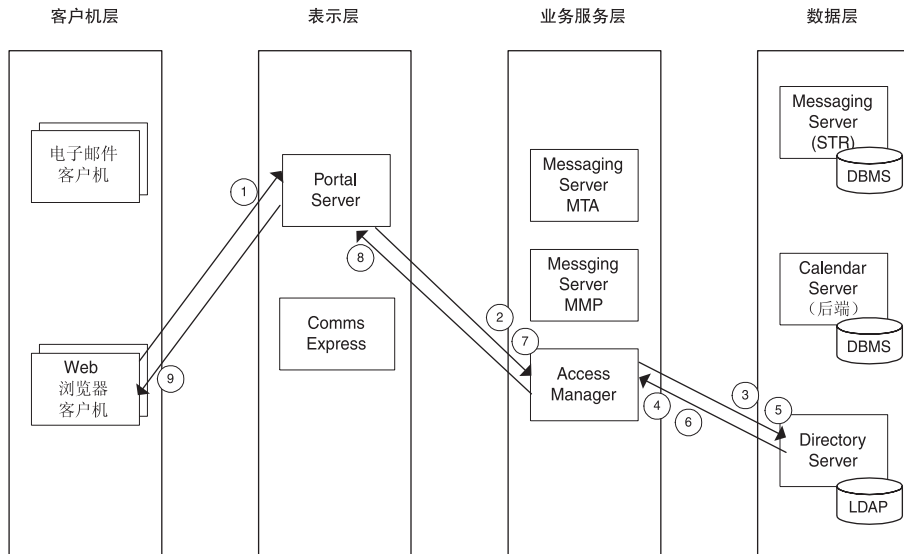 客户机层
表示层
业务服务层
数据层
电子邮件
客户机
Web
浏览器
客户机
1
9
Portal
Server
8
Comms
Express
2
7
Messaging
Server
MTA
Messging
Server
MMP
Access
Manager
4
6
3
5
Messaging
Server
(STR)
DBMS
Calendar
Server
（后端）
DBMS
Directory
Server
LDAP